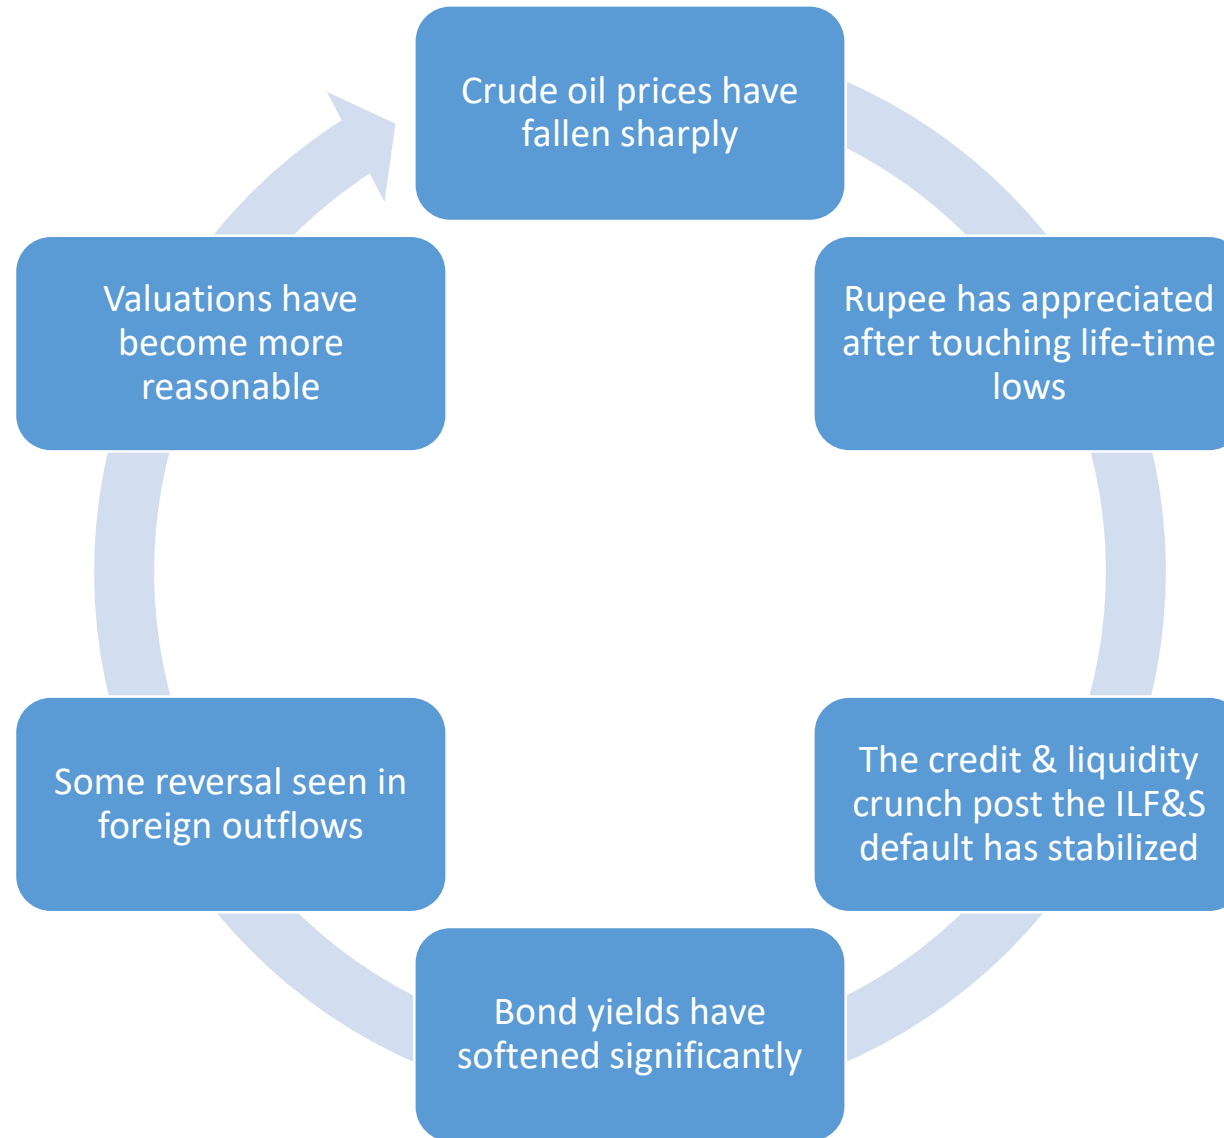 Crude oil prices have
fallen sharply
Rupee has appreciated
after touching life-time
lows
The credit & liquidity
crunch post the ILF&S
default has stabilized
Bond yields have
softened significantly
Some reversal seen in
foreign outflows
Valuations have
become more
reasonable